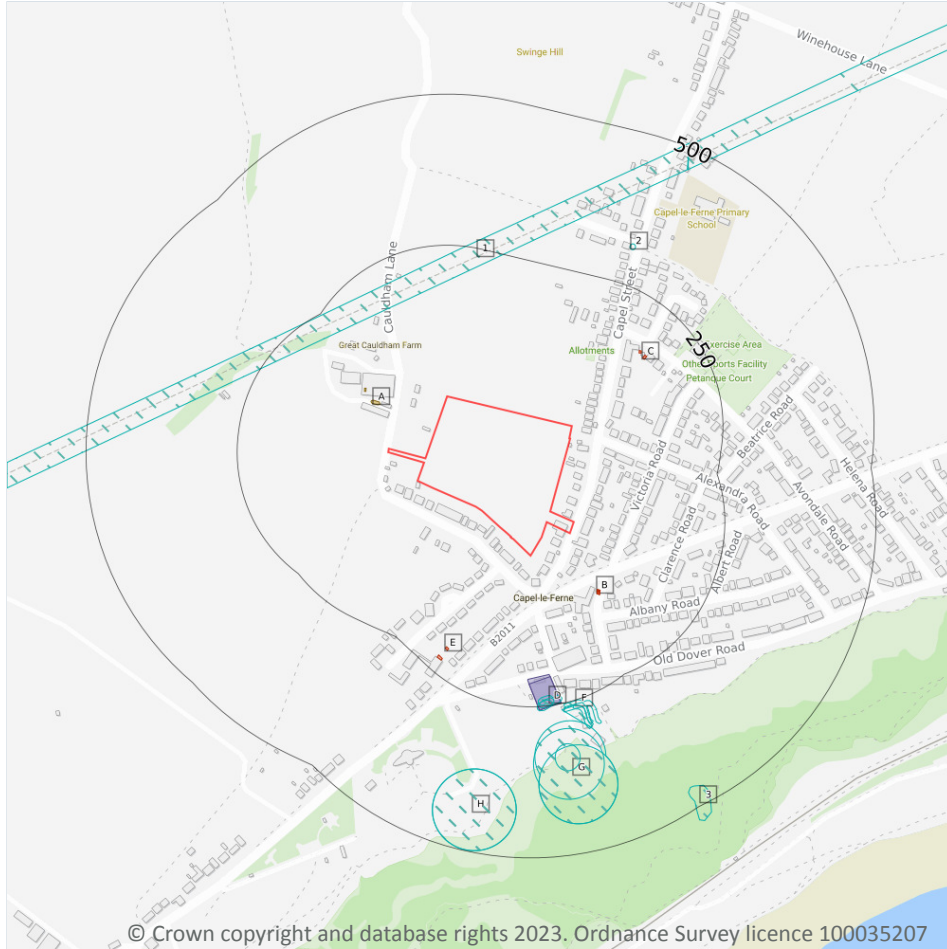 Winehouse Lane
Swinge Hill
500
Capel-le-Ferne Primary
School
2
1
Cauldham Lane
Capel Street
Great Cauldham Farm
Allotments
C
250
Exercise Area
Other Sports Facility
Petanque Court
A
Beatrice Road
Helena Road
Victoria Road
Alexandra Road
Avondale Road
Clarence Road
Albert Road
B
Capel-le-Ferne
Albany Road
B2011
E
Old Dover Road
D
F
G
H
3
© Crown copyright and database rights 2023. Ordnance Survey licence 100035207